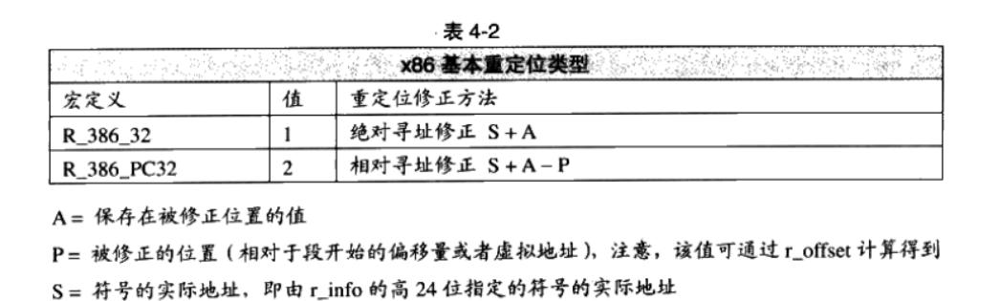 表 4-2
x86 基本重定位类型
宏定义 值 重定位修正方法
R_386_32 1 绝对寻址修正 S + A
R_386_PC32 2 相对寻址修正 S + A – P
A = 保存在被修正位置的值
P = 被修正的位置（相对于段开始的偏移量或者虚拟地址），注意，该值可通过 r_offset 计算得到
S = 符号的实际地址，即由 r_info 的高 24 位指定的符号的实际地址